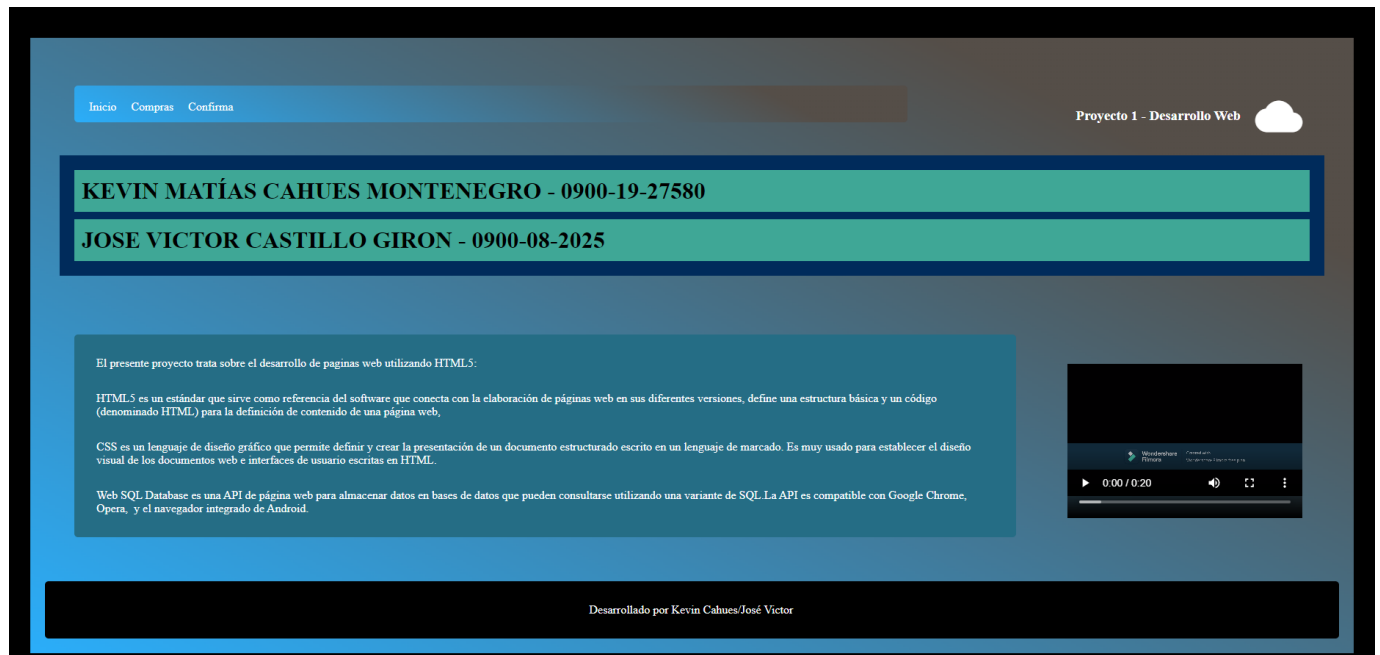 Inicio Compras Confirma
Proyecto 1 - Desarrollo Web
KEVIN MATÍAS CAHUES MONTENEGRO - 0900-19-27580
JOSE VICTOR CASTILLO GIRON - 0900-08-2025
El presente proyecto trata sobre el desarrollo de paginas web utilizando HTML5:
HTML5 es un estándar que sirve como referencia del software que conecta con la elaboración de páginas web en sus diferentes versiones, define una estructura básica y un código
(denominado HTML) para la definición de contenido de una página web,
CSS es un lenguaje de diseño gráfico que permite definir y crear la presentación de un documento estructurado escrito en un lenguaje de marcado. Es muy usado para establecer el diseño
visual de los documentos web e interfaces de usuario escritas en HTML.
Web SQL Database es una API de página web para almacenar datos en bases de datos que pueden consultarse utilizando una variante de SQL.La API es compatible con Google Chrome,
Opera,  y el navegador integrado de Android.
Wondershare
Filmora
0:00 / 0:20
Desarrollado por Kevin Cahues/José Victor